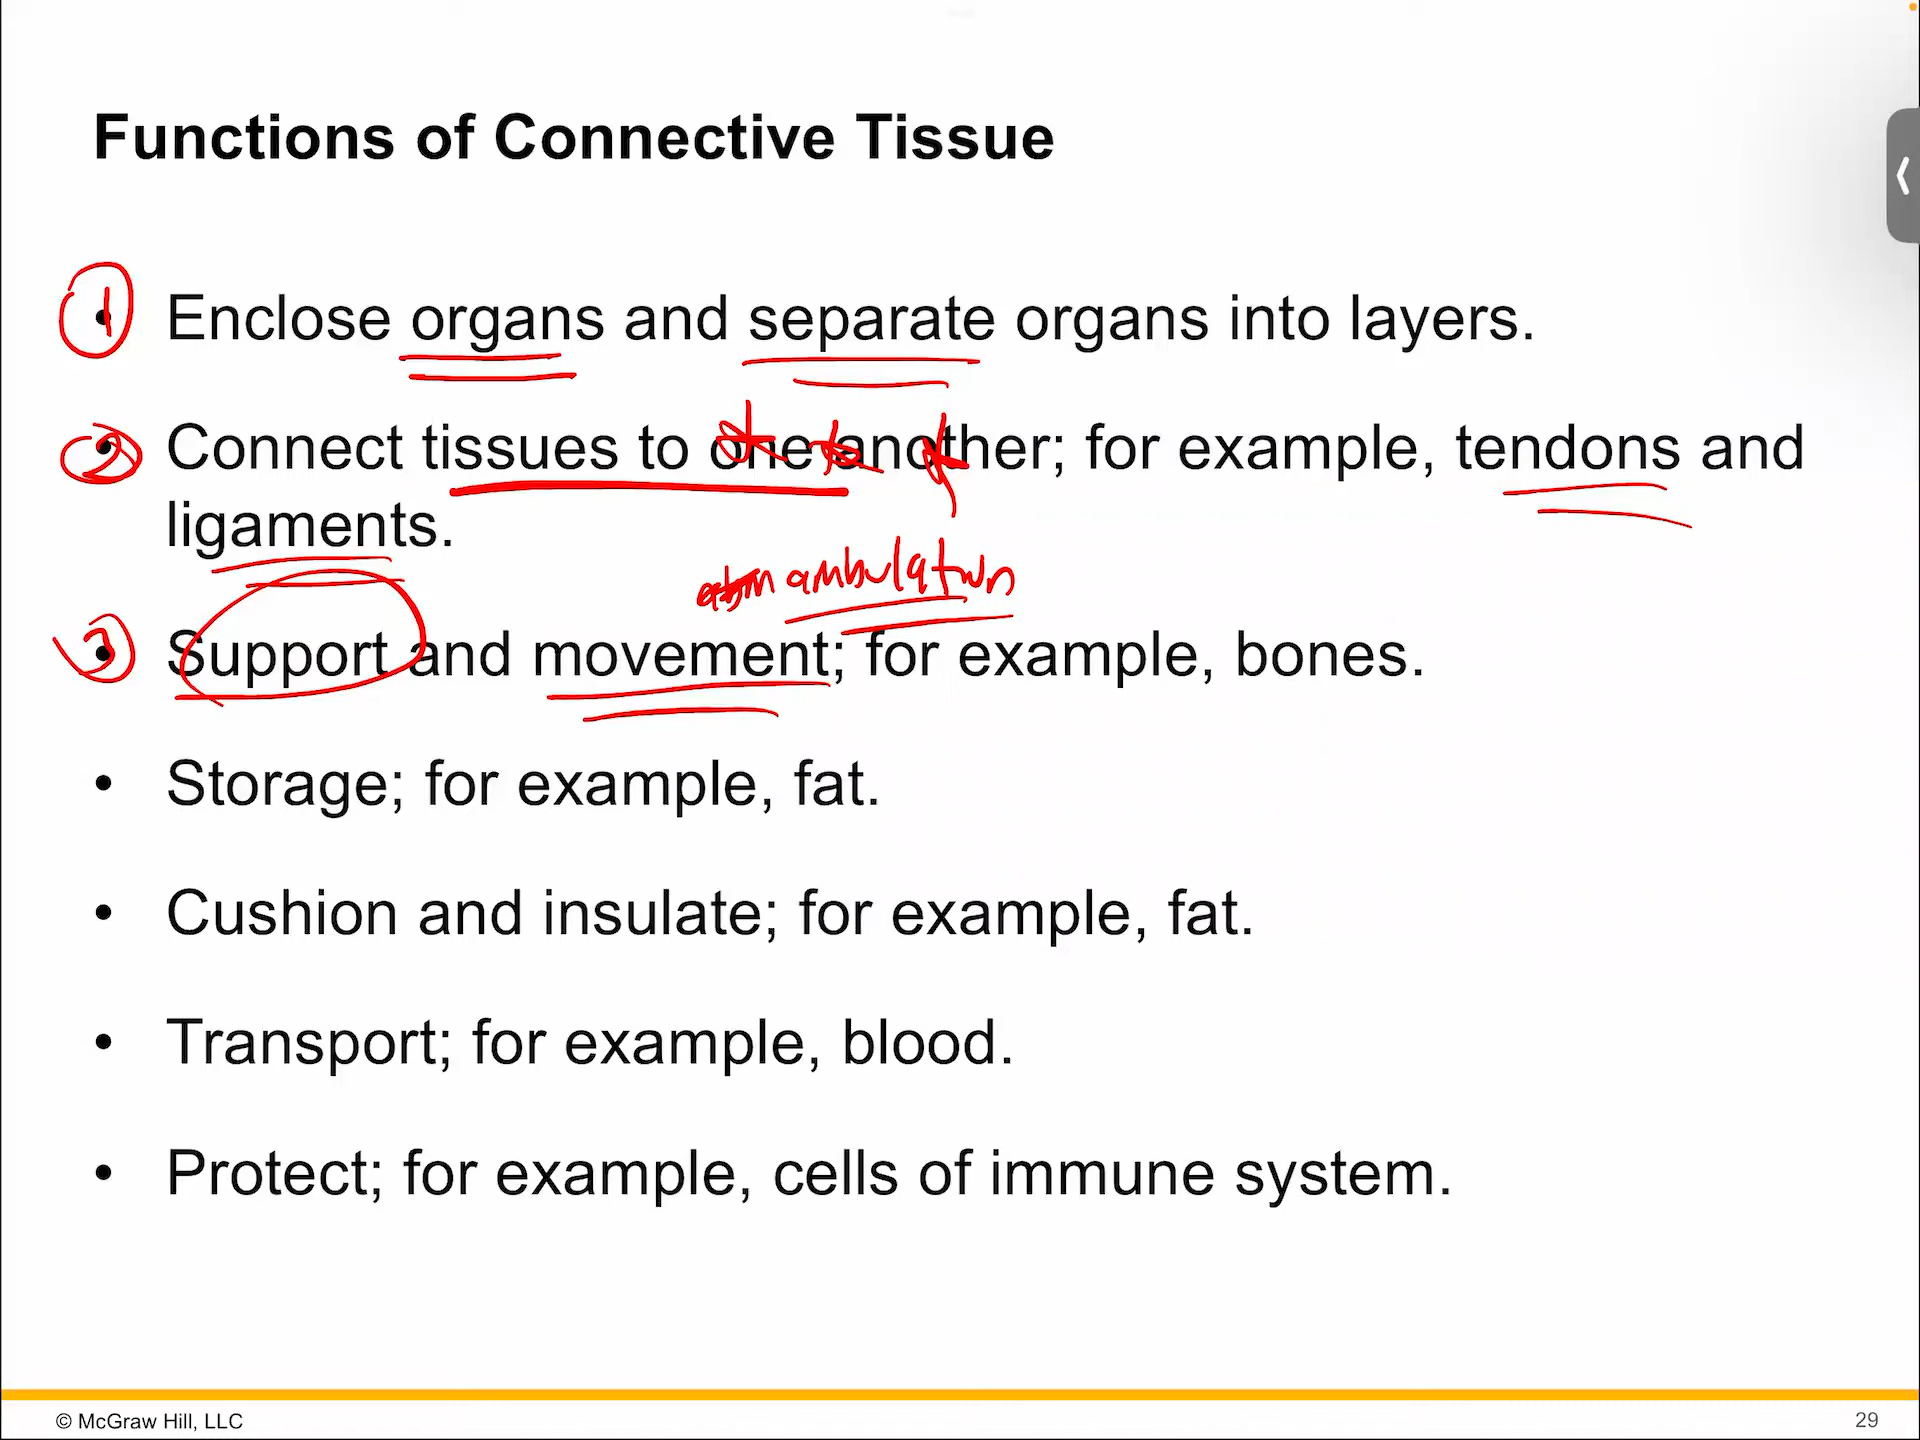 Functions of Connective Tissue
1 Enclose organs and separate organs into layers.
2 Connect tissues to one another; for example, tendons and
ligaments.
ambulation
3 Support and movement; for example, bones.
• Storage; for example, fat.
• Cushion and insulate; for example, fat.
• Transport; for example, blood.
• Protect; for example, cells of immune system.
© McGraw Hill, LLC
29